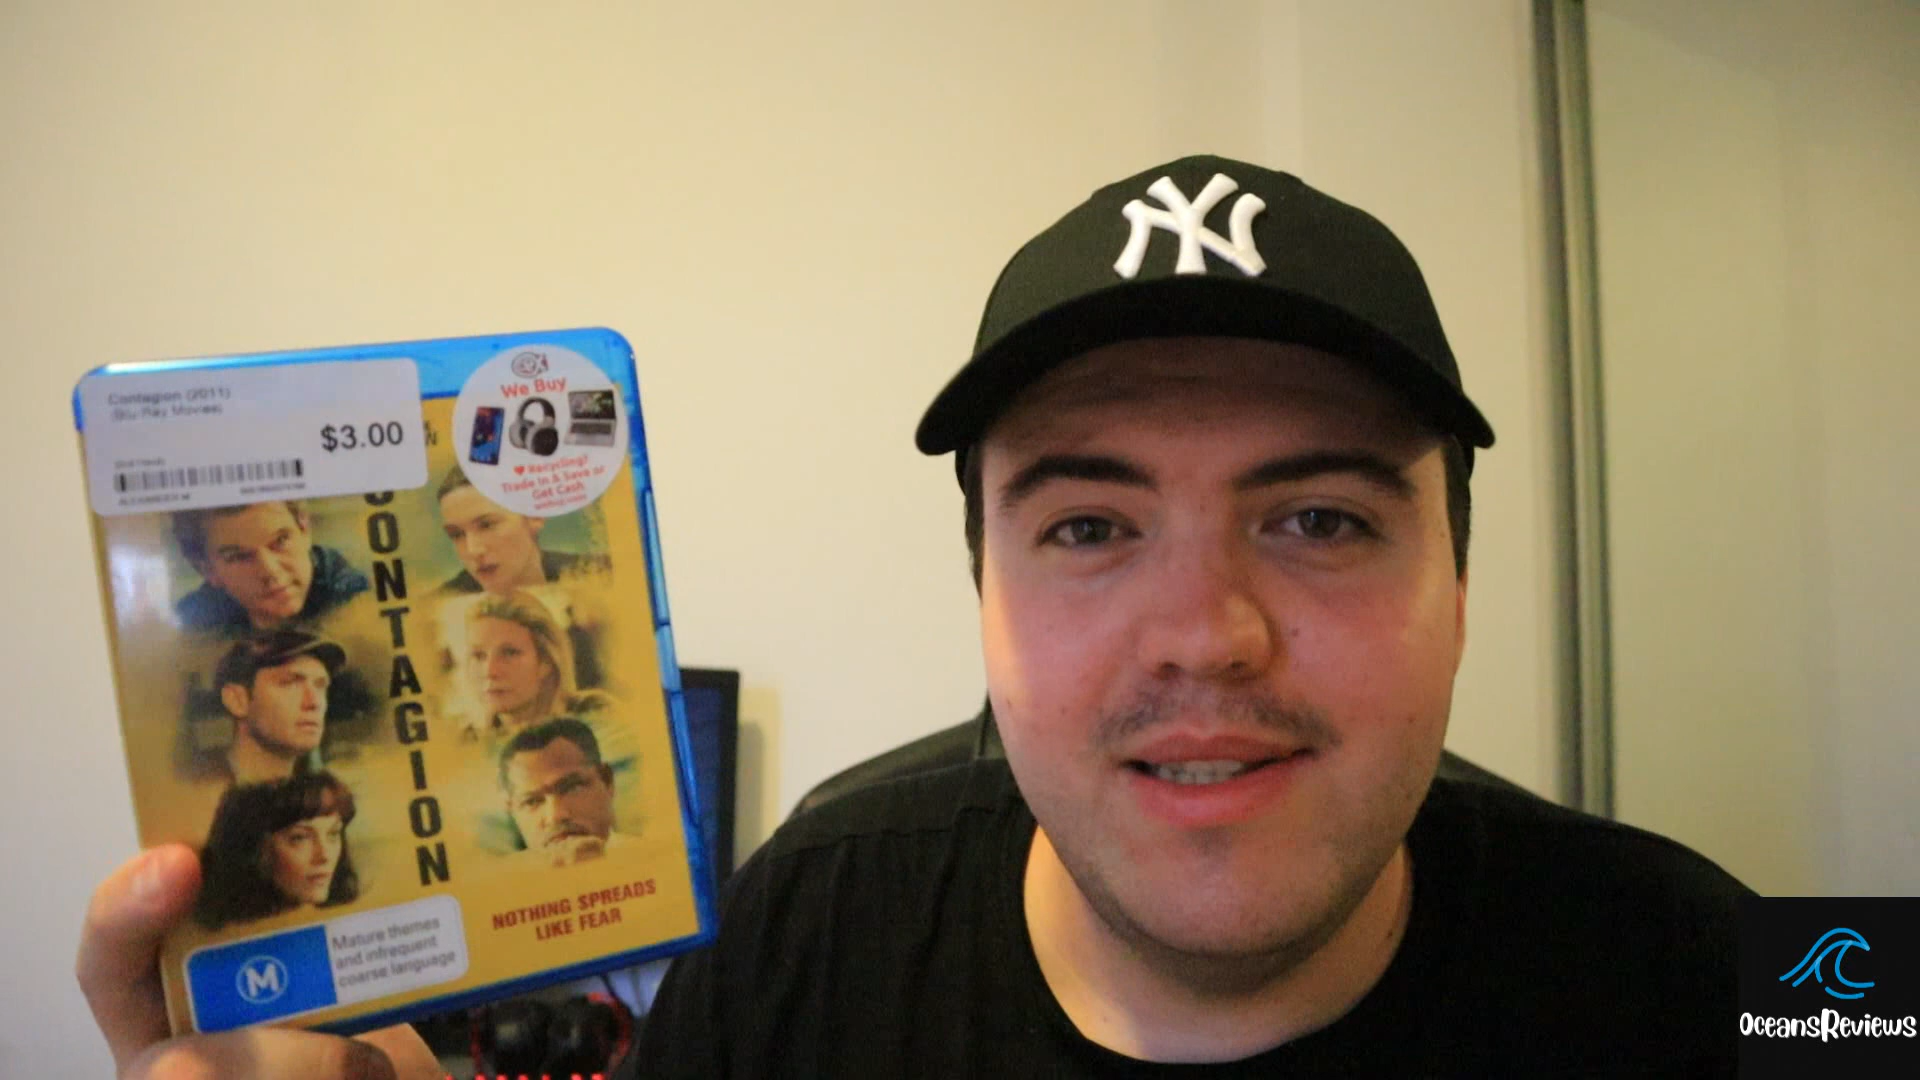 Contagion (2011)
(Blu-Ray Movies)
$3.00
We Buy
♥ Recycling?
Trade In & Save or
Get Cash
NY
CONTAGION
NOTHING SPREADS
LIKE FEAR
M
Mature themes
and infrequent
coarse language
OceansReviews